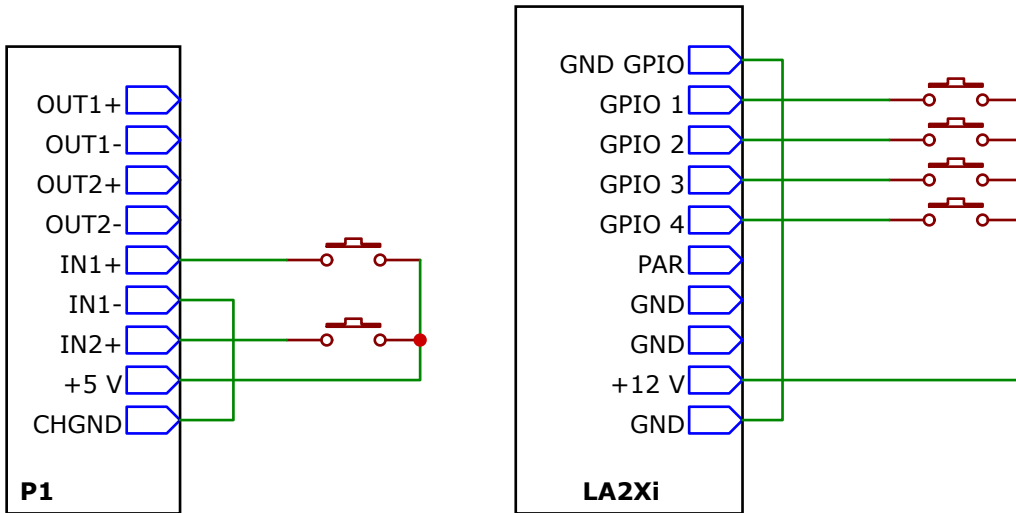 OUT1+
OUT1-
OUT2+
OUT2-
IN1+
IN1-
IN2+
+5 V
CHGND
P1
GND GPIO
GPIO 1
GPIO 2
GPIO 3
GPIO 4
PAR
GND
GND
+12 V
GND
LA2Xi